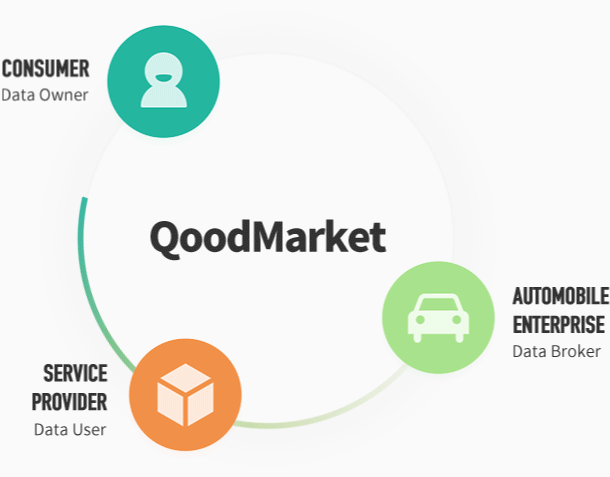 CONSUMER
Data Owner
QoodMarket
AUTOMOBILE
ENTERPRISE
Data Broker
SERVICE
PROVIDER
Data User